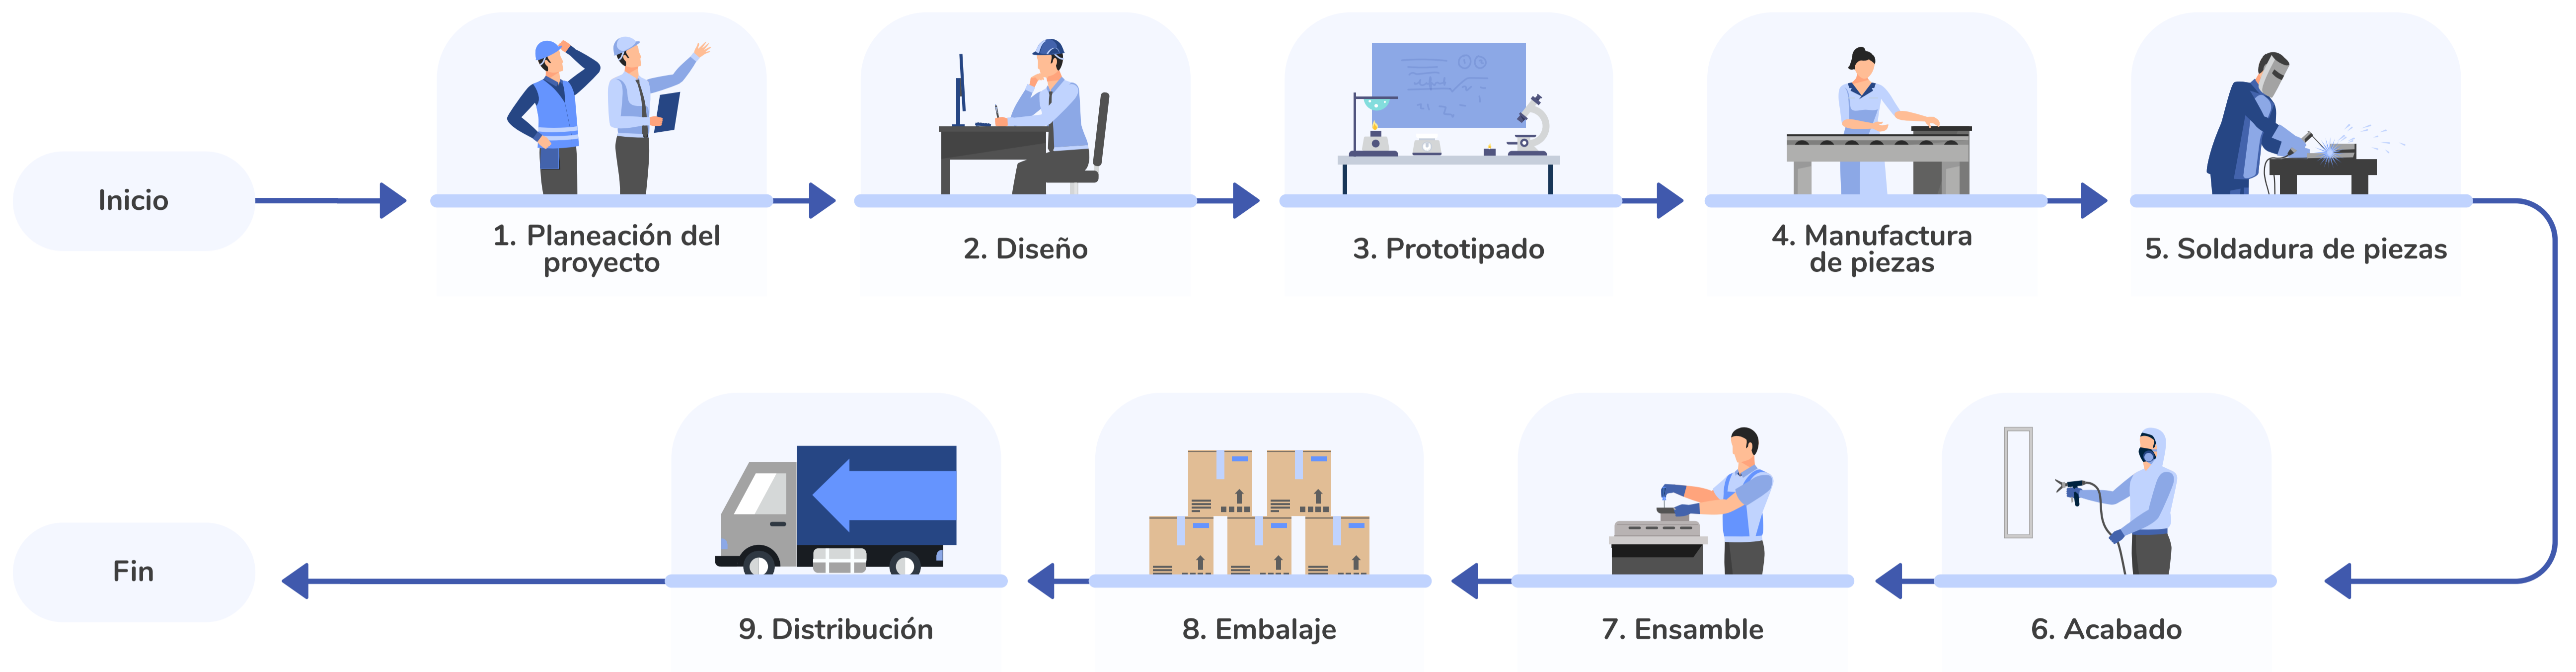 Inicio
1. Planeación del
proyecto
2. Diseño
3. Prototipado
4. Manufactura
de piezas
5. Soldadura de piezas
6. Acabado
7. Ensamble
8. Embalaje
9. Distribución
Fin